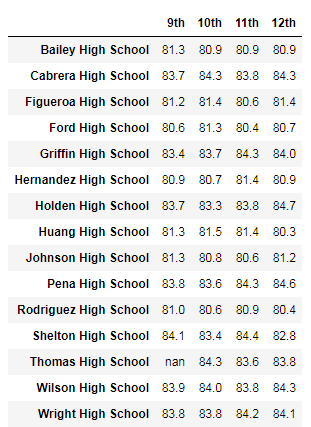 9th 10th 11th 12th
Bailey High School 81.3 80.9 80.9 80.9
Cabrera High School 83.7 84.3 83.8 84.3
Figueroa High School 81.2 81.4 80.6 81.4
Ford High School 80.6 81.3 80.4 80.7
Griffin High School 83.4 83.7 84.3 84.0
Hernandez High School 80.9 80.7 81.4 80.9
Holden High School 83.7 83.3 83.8 84.7
Huang High School 81.3 81.5 81.4 80.3
Johnson High School 81.3 80.8 80.6 81.2
Pena High School 83.8 83.6 84.3 84.6
Rodriguez High School 81.0 80.6 80.9 80.4
Shelton High School 84.1 83.4 84.4 82.8
Thomas High School nan 84.3 83.6 83.8
Wilson High School 83.9 84.0 83.8 84.3
Wright High School 83.8 83.8 84.2 84.1